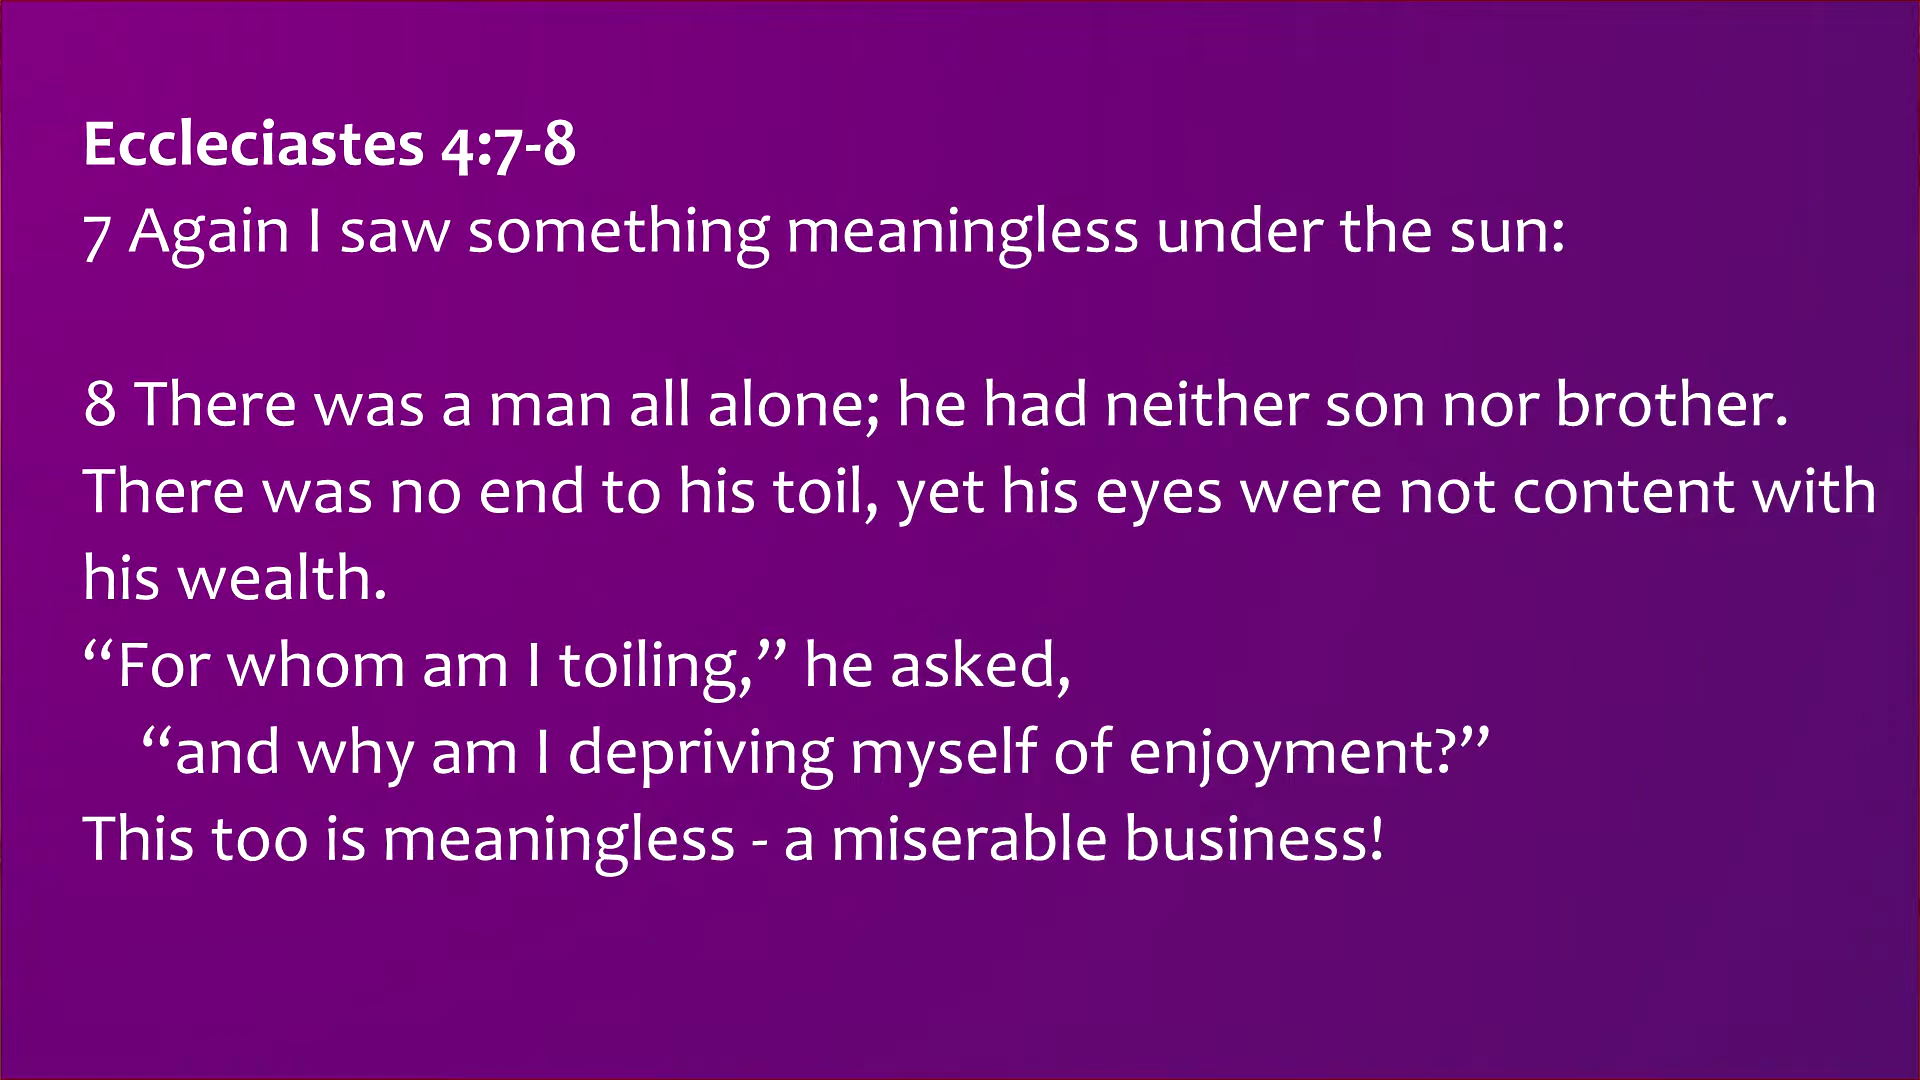 Eccleciastes 4:7-8
7 Again I saw something meaningless under the sun:
8 There was a man all alone; he had neither son nor brother.
There was no end to his toil, yet his eyes were not content with
his wealth.
“For whom am I toiling,” he asked,
“and why am I depriving myself of enjoyment?”
This too is meaningless - a miserable business!